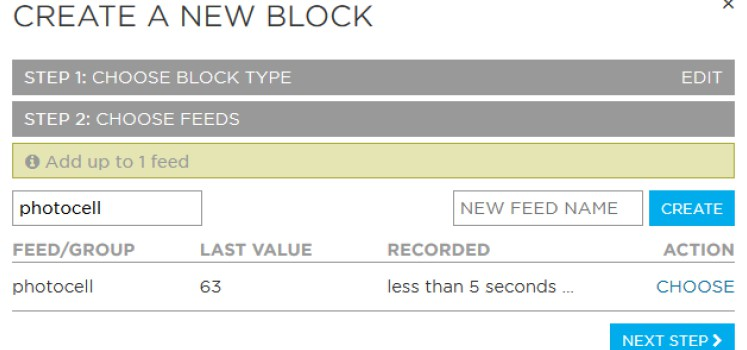 CREATE A NEW BLOCK ×
STEP 1: CHOOSE BLOCK TYPE EDIT
STEP 2: CHOOSE FEEDS
Add up to 1 feed
photocell NEW FEED NAME CREATE
FEED/GROUP LAST VALUE RECORDED ACTION
photocell 63 less than 5 seconds ... CHOOSE
NEXT STEP